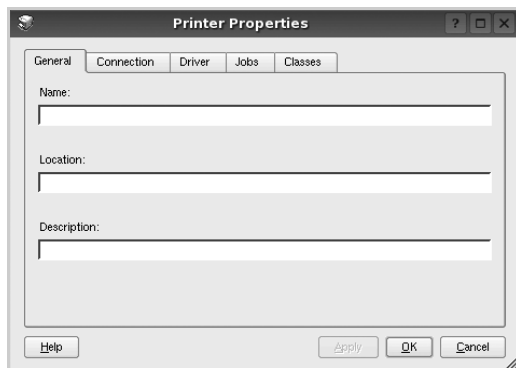 Printer Properties
?
General Connection Driver Jobs Classes
Name:
Location:
Description:
Help Apply OK Cancel